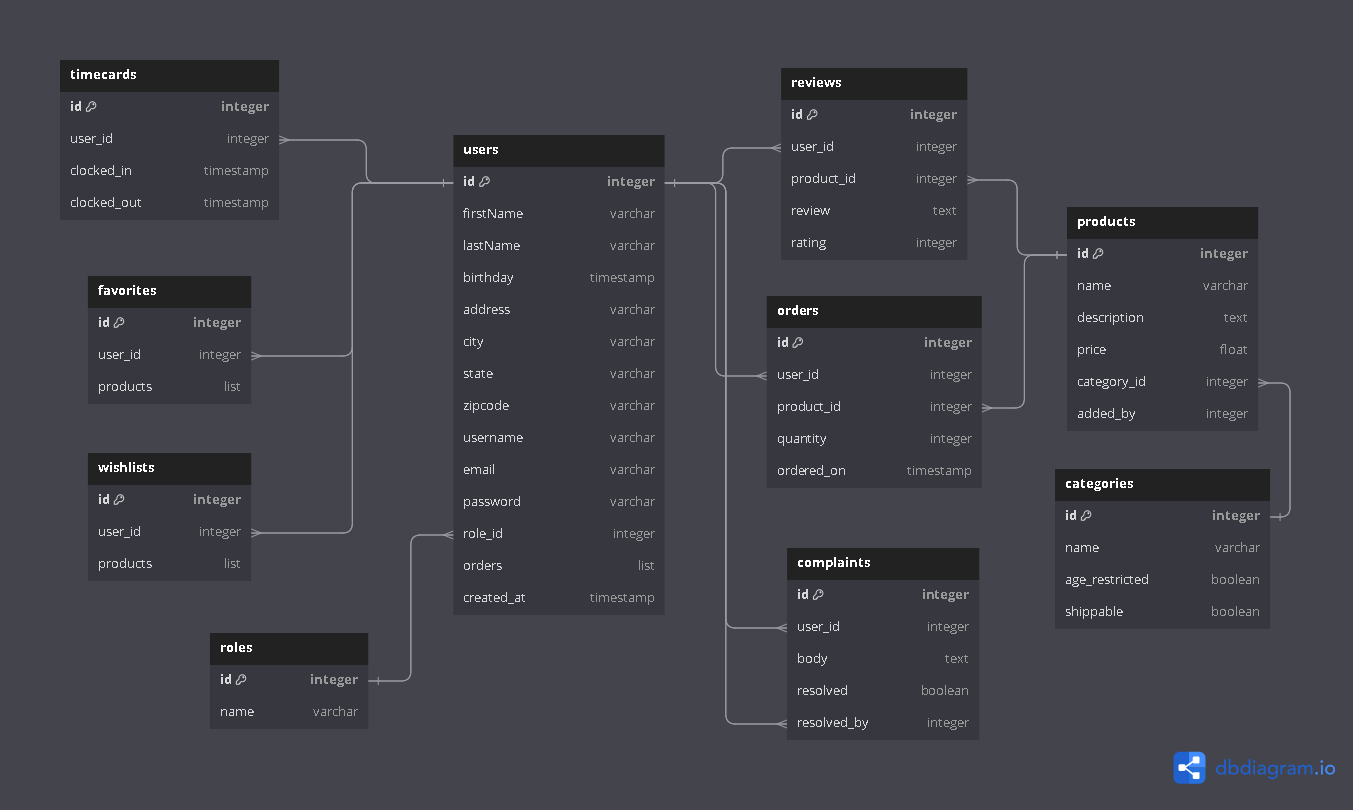 timecards
id integer
user_id integer
clocked_in timestamp
clocked_out timestamp
favorites
id integer
user_id integer
products list
wishlists
id integer
user_id integer
products list
roles
id integer
name varchar
users
id integer
firstName varchar
lastName varchar
birthday timestamp
address varchar
city varchar
state varchar
zipcode varchar
username varchar
email varchar
password varchar
role_id integer
orders list
created_at timestamp
reviews
id integer
user_id integer
product_id integer
review text
rating integer
orders
id integer
user_id integer
product_id integer
quantity integer
ordered_on timestamp
complaints
id integer
user_id integer
body text
resolved boolean
resolved_by integer
products
id integer
name varchar
description text
price float
category_id integer
added_by integer
categories
id integer
name varchar
age_restricted boolean
shippable boolean
dbdiagram.io